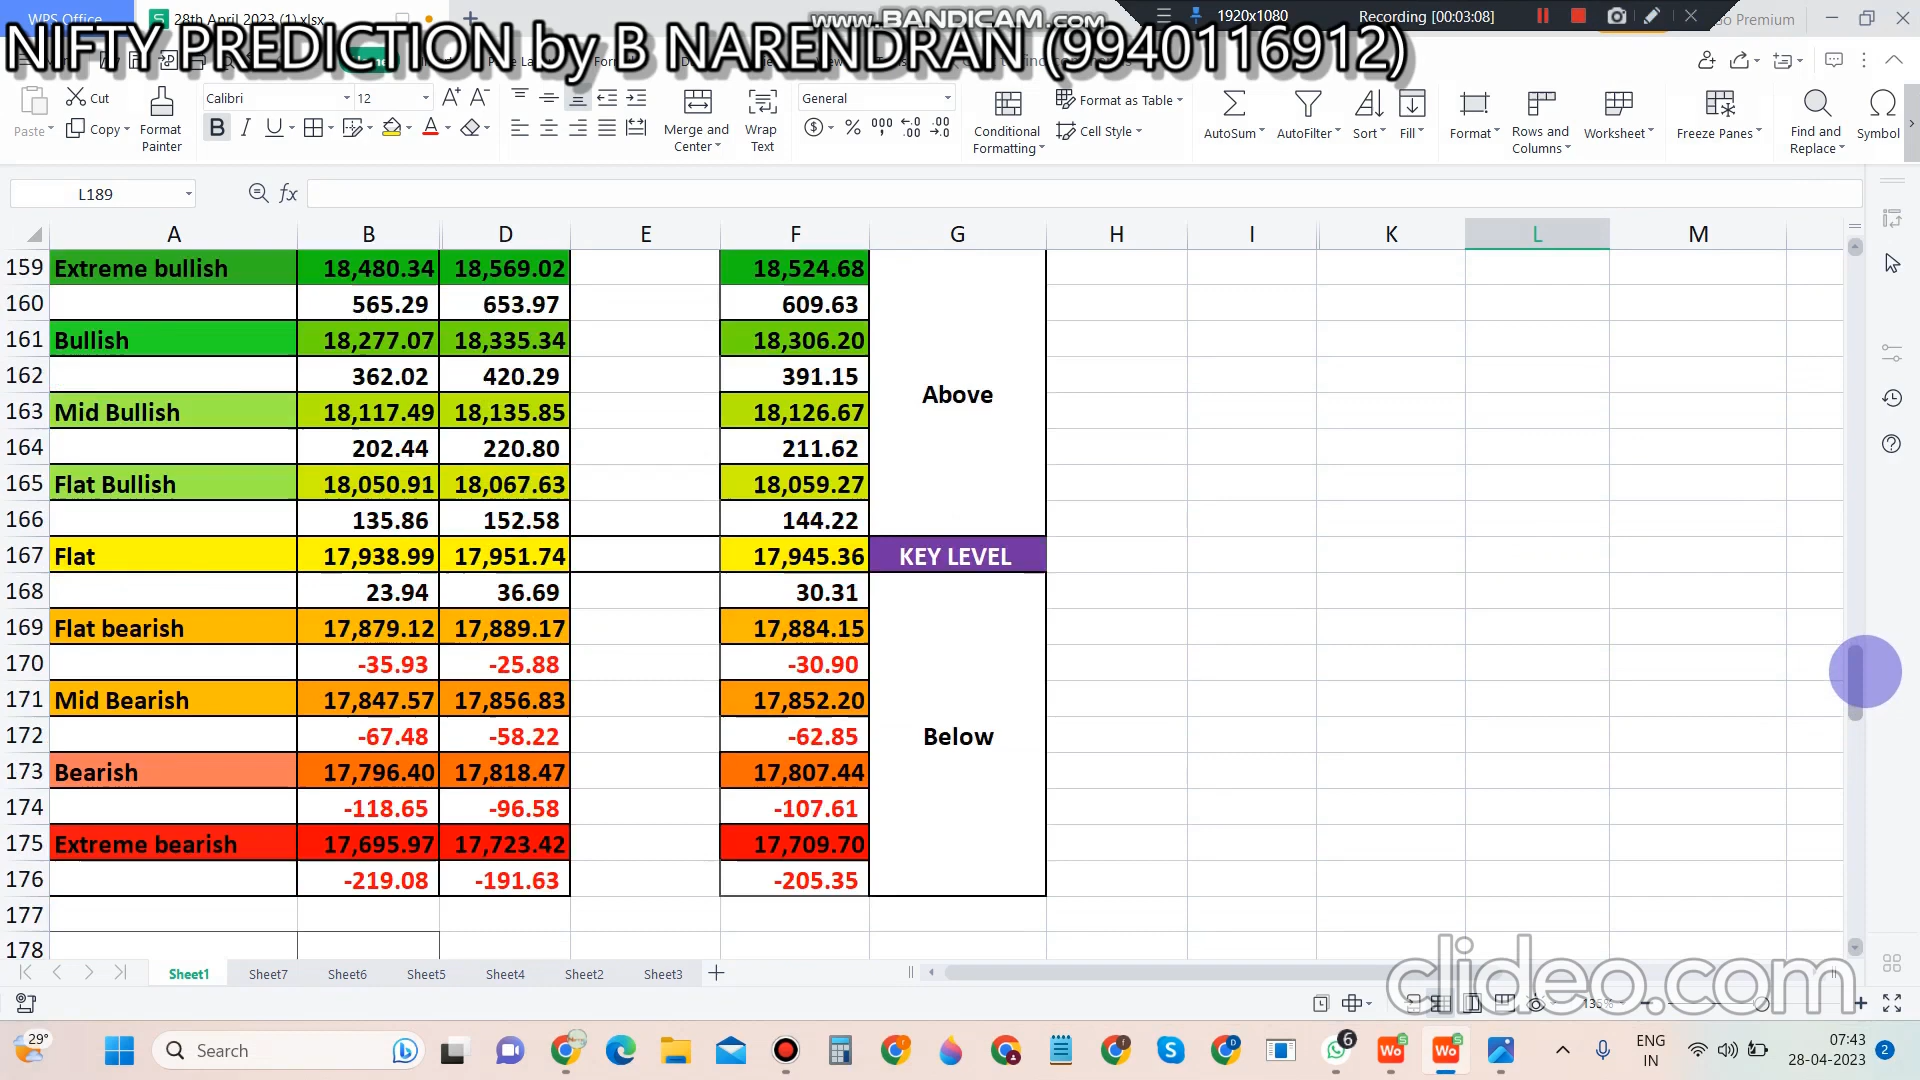 WPS Office
28th April 2023 (1).xlsx
www.BANDICAM.com
1920x1080
Recording [00:03:08]
Premium
NIFTY PREDICTION by B NARENDRAN (9940116912)
Paste
Cut
Copy
Format Painter
Calibri
12
B I U A
Merge and Center
Wrap Text
General
Conditional Formatting
Format as Table
Cell Style
AutoSum
AutoFilter
Sort
Fill
Format
Rows and Columns
Worksheet
Freeze Panes
Find and Replace
Symbol
L189
fx
A B D E F G H I K L M
159 Extreme bullish 18,480.34 18,569.02 18,524.68
160 565.29 653.97 609.63
161 Bullish 18,277.07 18,335.34 18,306.20
162 362.02 420.29 391.15
163 Mid Bullish 18,117.49 18,135.85 18,126.67 Above
164 202.44 220.80 211.62
165 Flat Bullish 18,050.91 18,067.63 18,059.27
166 135.86 152.58 144.22
167 Flat 17,938.99 17,951.74 17,945.36 KEY LEVEL
168 23.94 36.69 30.31
169 Flat bearish 17,879.12 17,889.17 17,884.15
170 -35.93 -25.88 -30.90
171 Mid Bearish 17,847.57 17,856.83 17,852.20
172 -67.48 -58.22 -62.85 Below
173 Bearish 17,796.40 17,818.47 17,807.44
174 -118.65 -96.58 -107.61
175 Extreme bearish 17,695.97 17,723.42 17,709.70
176 -219.08 -191.63 -205.35
177
178
Sheet1 Sheet7 Sheet6 Sheet5 Sheet4 Sheet2 Sheet3
clideo.com
135%
29°
Search
6
ENG
IN
07:43
28-04-2023
2